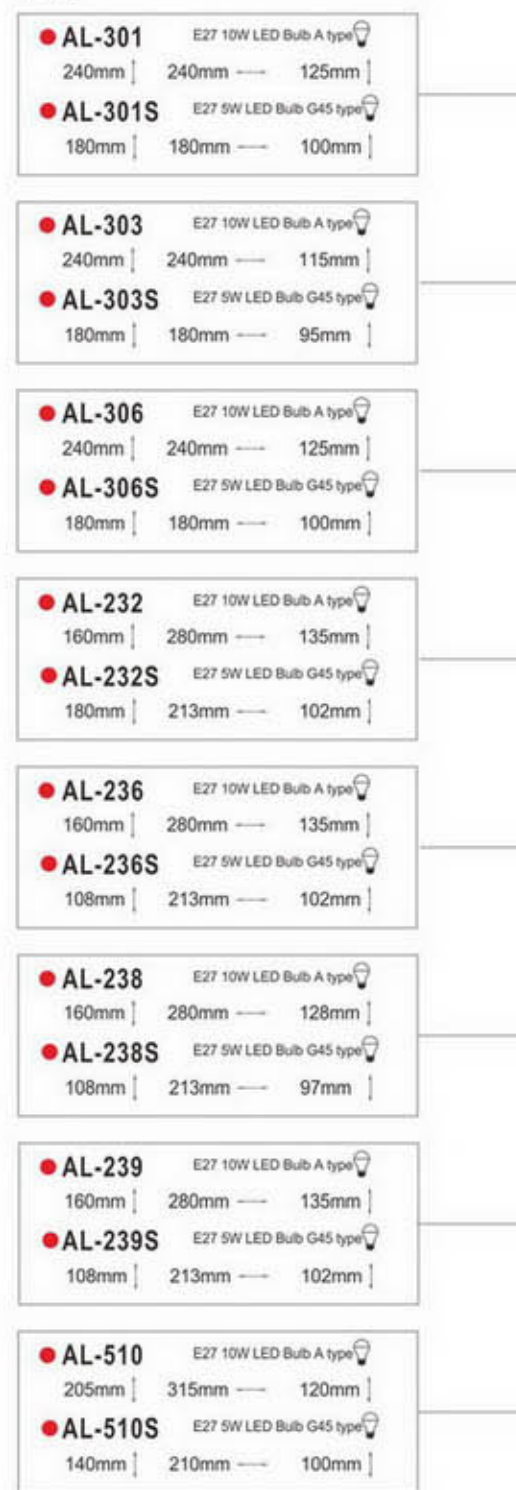 AL-301 E27 10W LED Bulb A type
240mm 240mm 125mm
AL-301S E27 5W LED Bulb G45 type
180mm 180mm 100mm
AL-303 E27 10W LED Bulb A type
240mm 240mm 115mm
AL-303S E27 5W LED Bulb G45 type
180mm 180mm 95mm
AL-306 E27 10W LED Bulb A type
240mm 240mm 125mm
AL-306S E27 5W LED Bulb G45 type
180mm 180mm 100mm
AL-232 E27 10W LED Bulb A type
160mm 280mm 135mm
AL-232S E27 5W LED Bulb G45 type
180mm 213mm 102mm
AL-236 E27 10W LED Bulb A type
160mm 280mm 135mm
AL-236S E27 5W LED Bulb G45 type
108mm 213mm 102mm
AL-238 E27 10W LED Bulb A type
160mm 280mm 128mm
AL-238S E27 5W LED Bulb G45 type
108mm 213mm 97mm
AL-239 E27 10W LED Bulb A type
160mm 280mm 135mm
AL-239S E27 5W LED Bulb G45 type
108mm 213mm 102mm
AL-510 E27 10W LED Bulb A type
205mm 315mm 120mm
AL-510S E27 5W LED Bulb G45 type
140mm 210mm 100mm